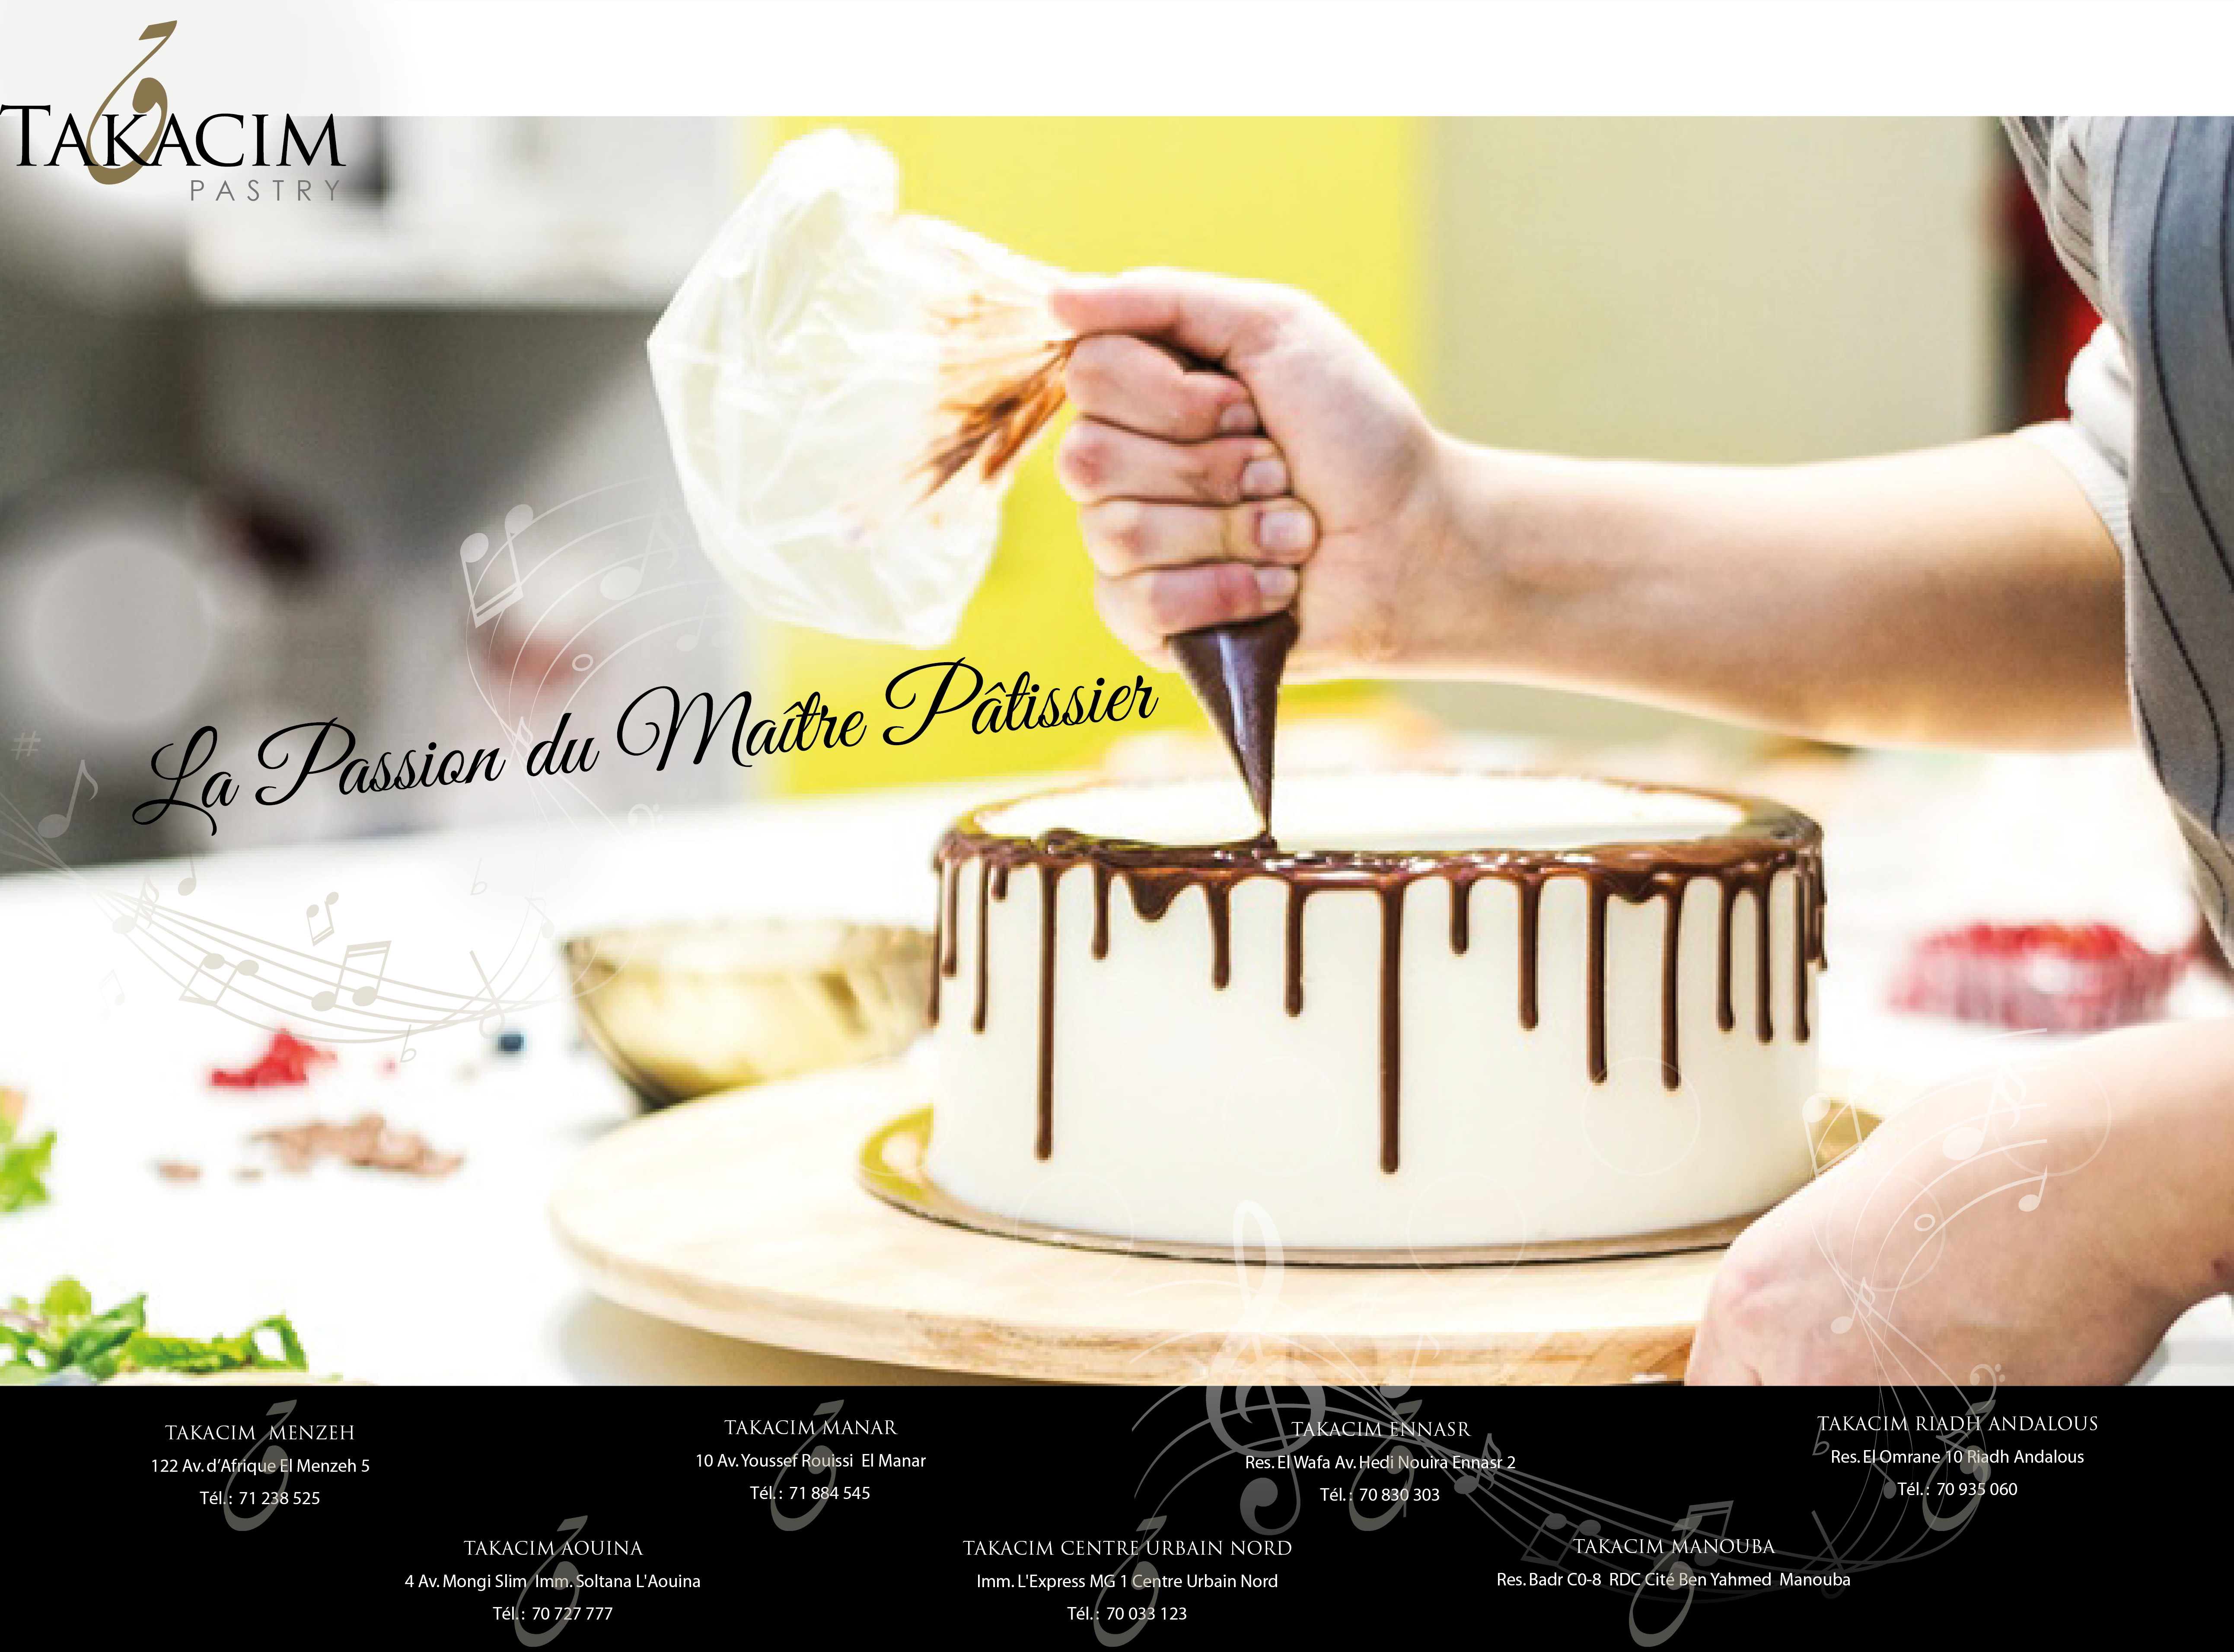 TAKACIM
PASTRY
La Passion du Maître Pâtissier
TAKACIM MENZEH
122 Av. d’Afrique El Menzeh 5
Tél. : 71 238 525
TAKACIM MANAR
10 Av. Youssef Rouissi El Manar
Tél. : 71 884 545
TAKACIM ENNASR
Res. El Wafa Av. Hedi Nouira Ennasr 2
Tél. : 70 830 303
TAKACIM RIADH ANDALOUS
Res. El Omrane 10 Riadh Andalous
Tél. : 70 935 060
TAKACIM AOUINA
4 Av. Mongi Slim Imm. Soltana L'Aouina
Tél. : 70 727 777
TAKACIM CENTRE URBAIN NORD
Imm. L'Express MG 1 Centre Urbain Nord
Tél. : 70 033 123
TAKACIM MANOUBA
Res. Badr C0-8 RDC Cité Ben Yahmed Manouba